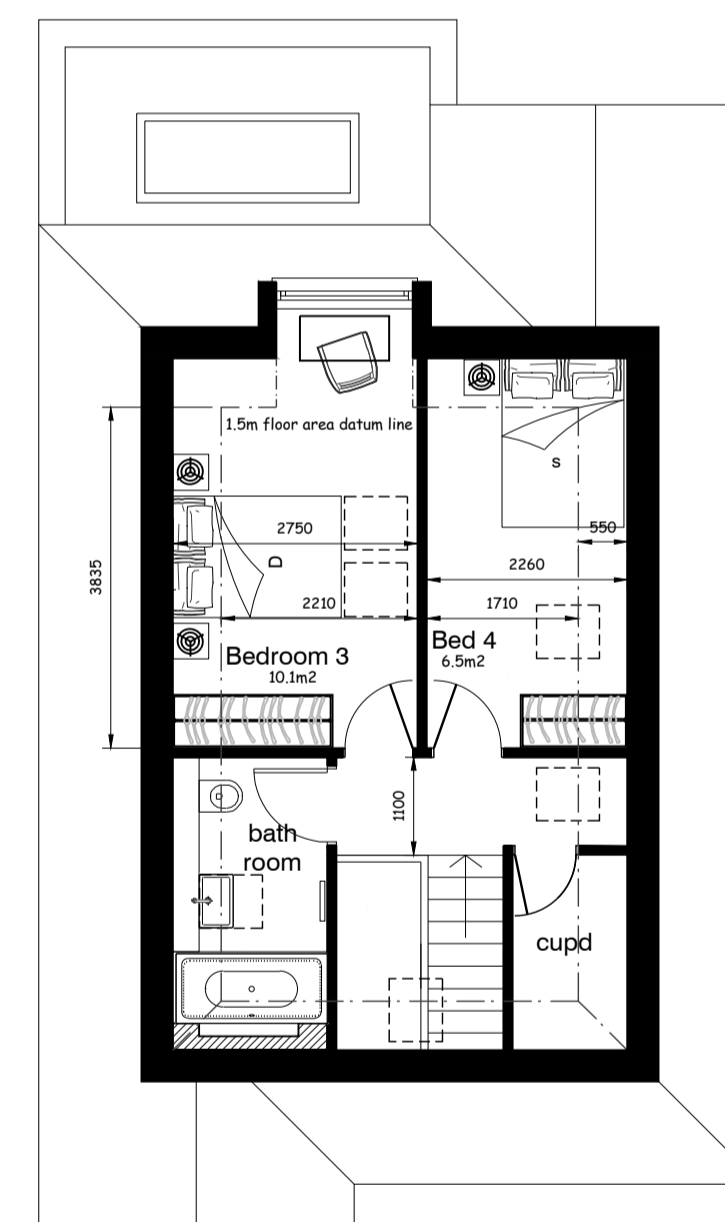 1.5m floor area datum line
S
550
2750
2260
D
3835
2210
1710
Bedroom 3
10.1m2
Bed 4
6.5m2
1100
bath
room
cupd